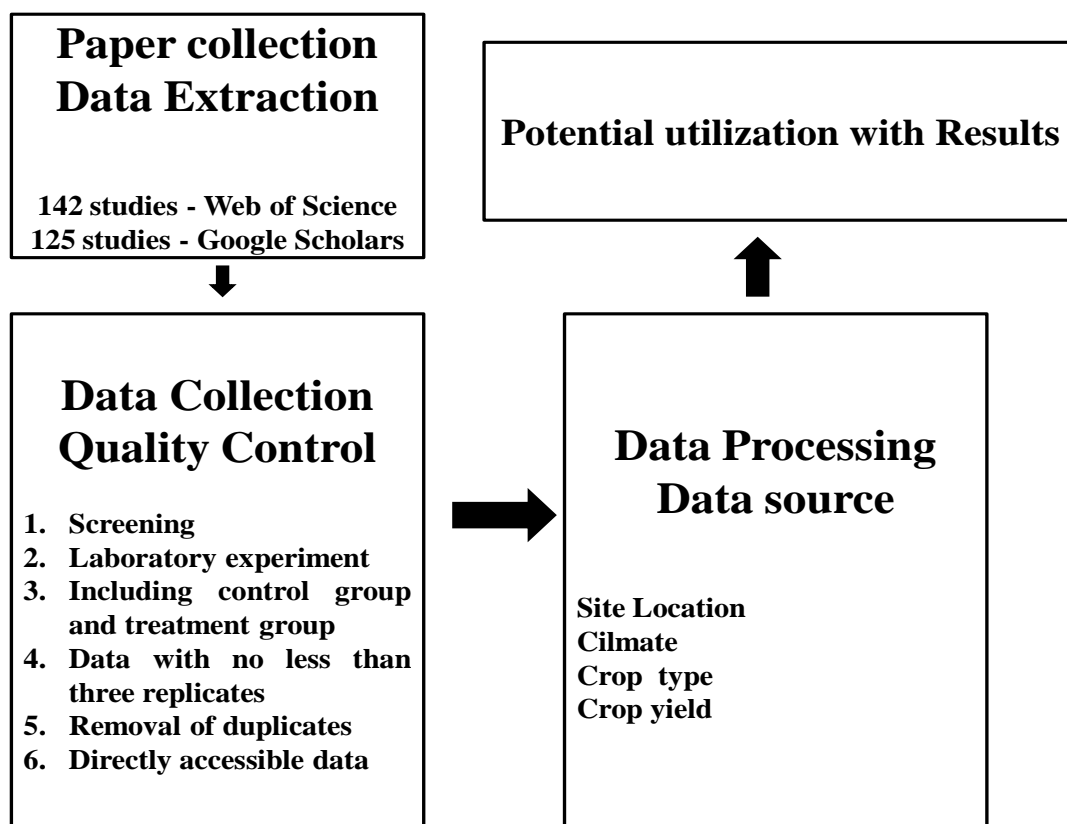 Paper collection
Data Extraction
142 studies - Web of Science
125 studies - Google Scholars
Data Collection
Quality Control
1. Screening
2. Laboratory experiment
3. Including control group
and treatment group
4. Data with no less than
three replicates
5. Removal of duplicates
6. Directly accessible data
Data Processing
Data source
Site Location
Cilmate
Crop type
Crop yield
Potential utilization with Results